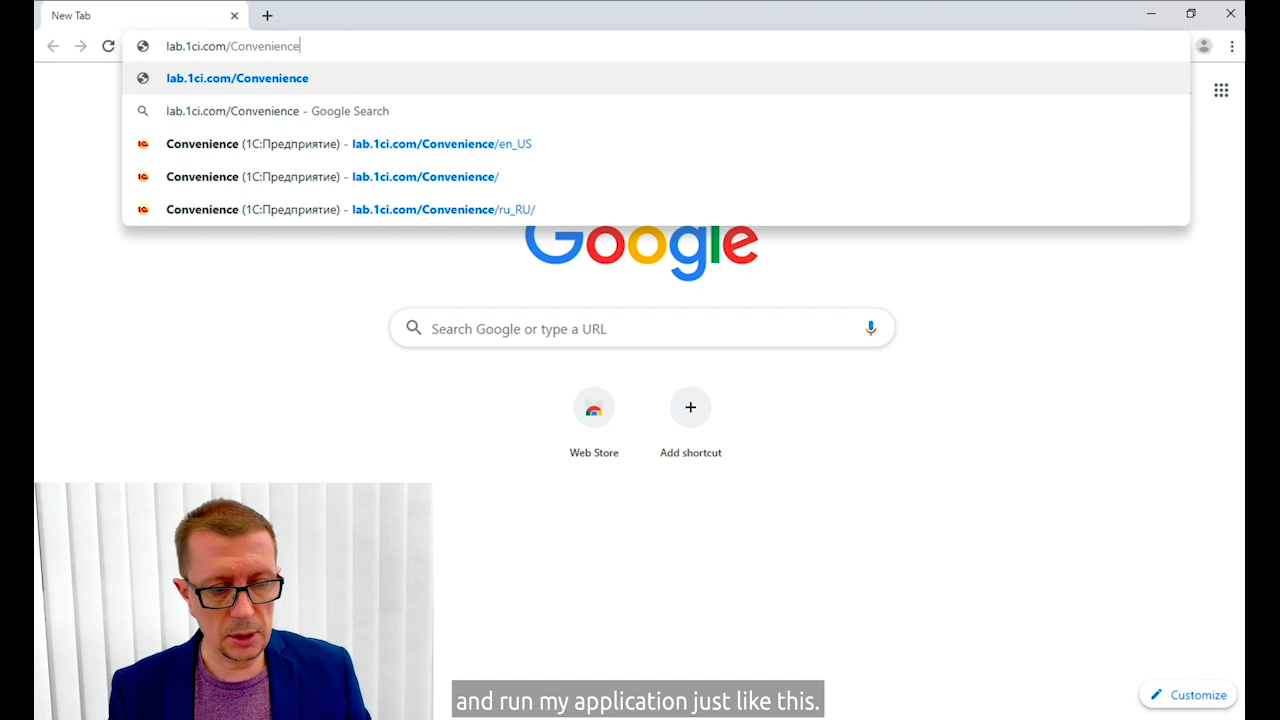 New Tab
lab.1ci.com/Convenience
lab.1ci.com/Convenience
lab.1ci.com/Convenience - Google Search
Convenience (1С:Предприятие) - lab.1ci.com/Convenience/en_US
Convenience (1С:Предприятие) - lab.1ci.com/Convenience/
Convenience (1С:Предприятие) - lab.1ci.com/Convenience/ru_RU/
Google
Search Google or type a URL
Web Store
Add shortcut
Customize
and run my application just like this.